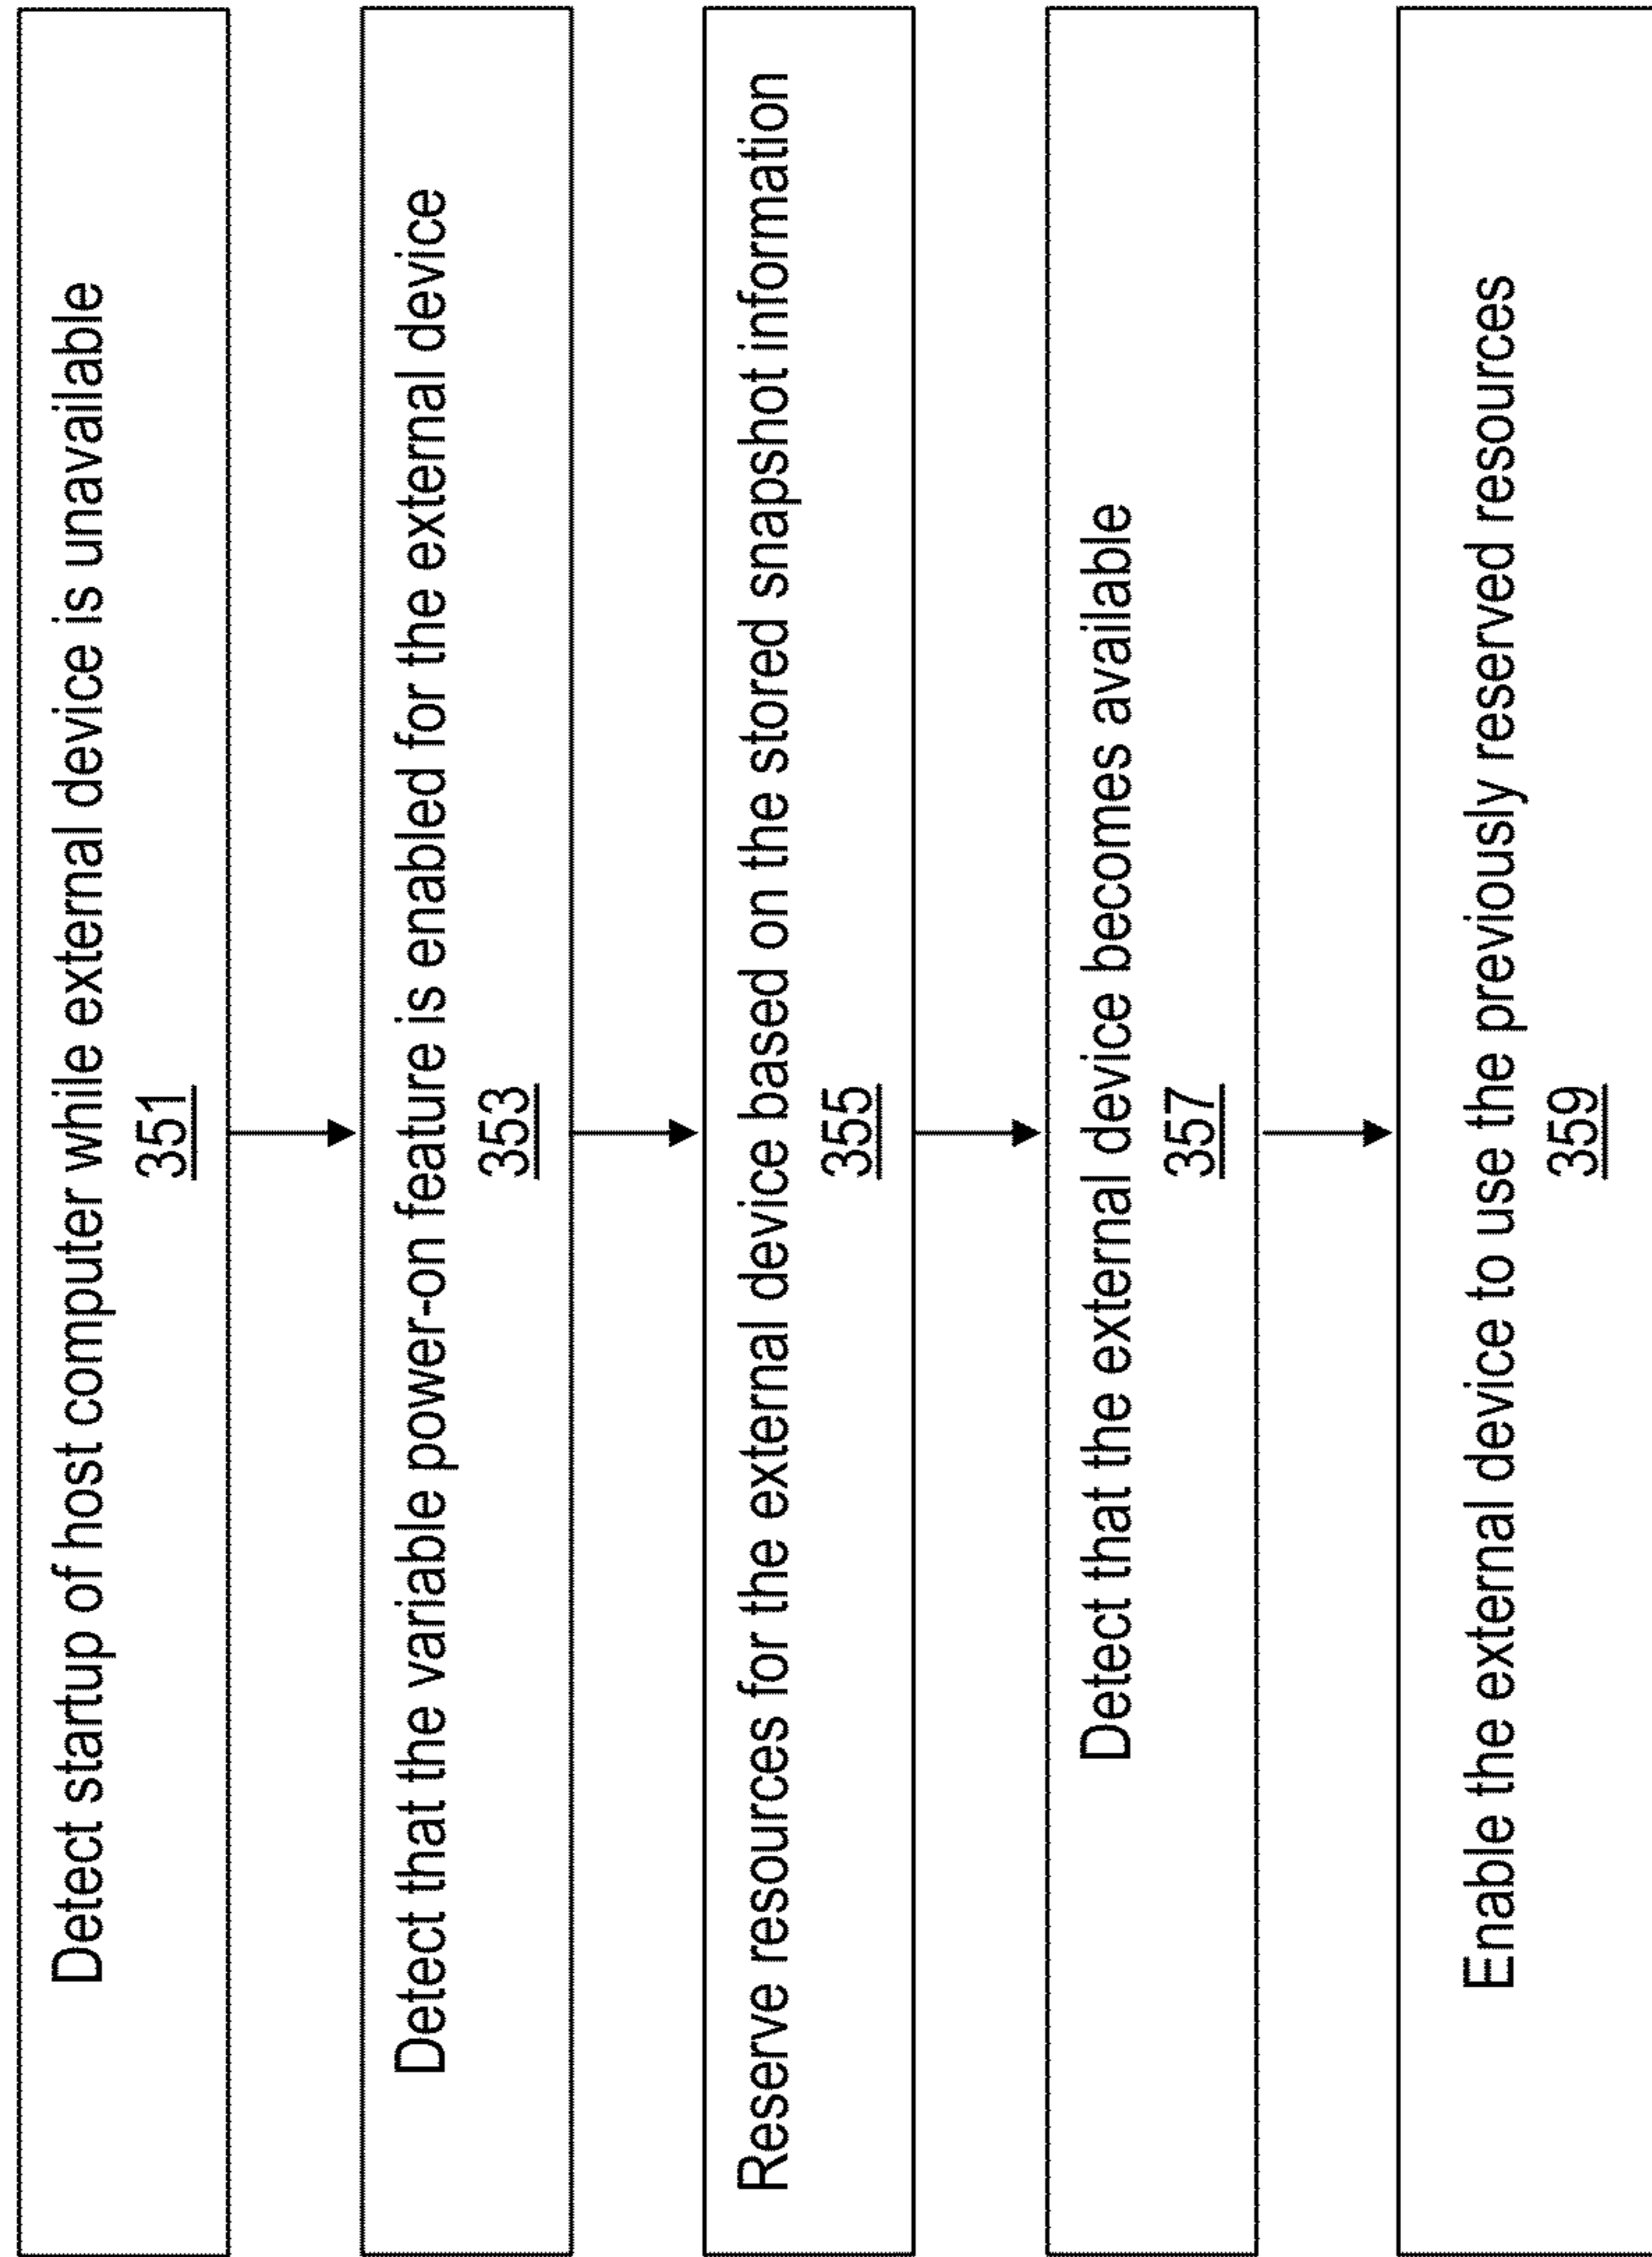 Detect startup of host computer while external device is unavailable
351
Detect that the variable power-on feature is enabled for the external device
353
Reserve resources for the external device based on the stored snapshot information
355
Detect that the external device becomes available
357
Enable the external device to use the previously reserved resources
359